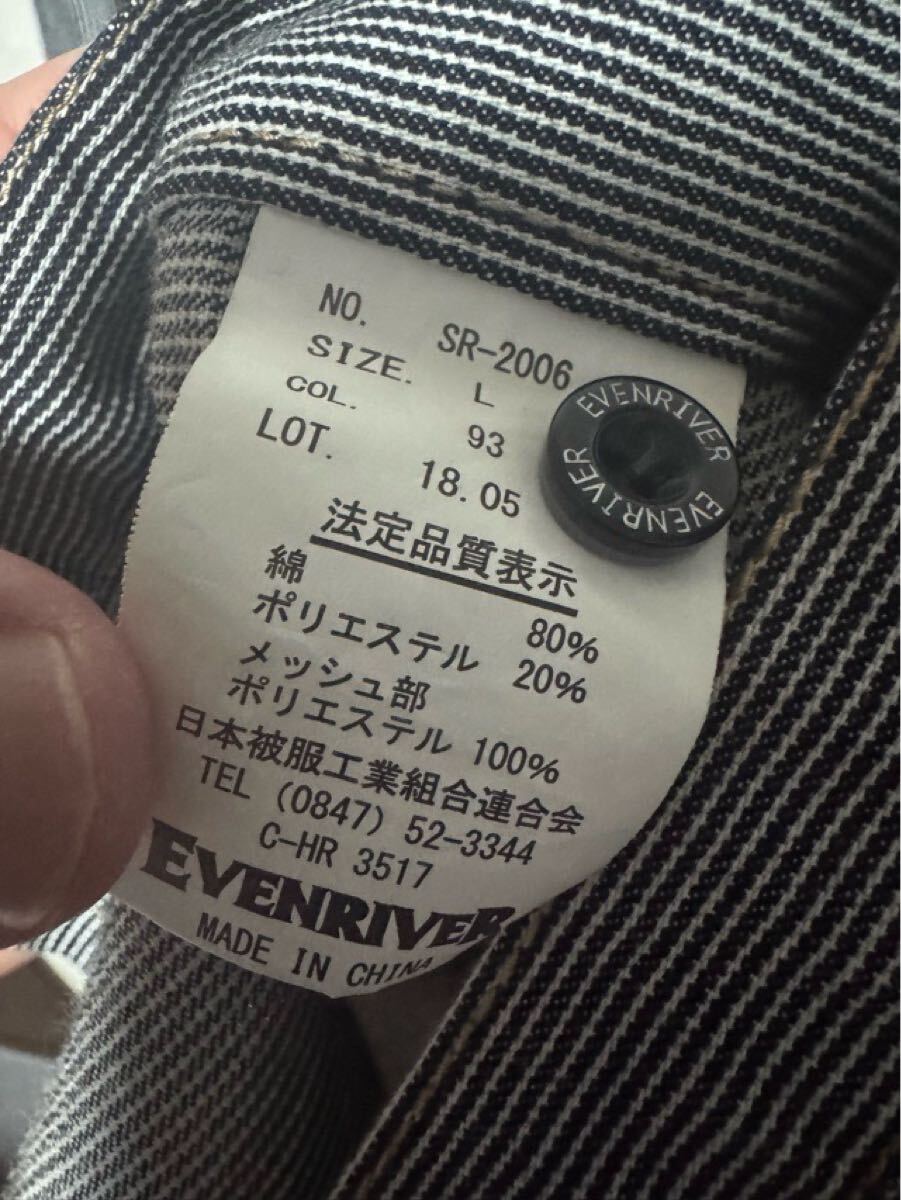 NO. SR-2006
SIZE. L
COL. 93
LOT. 18.05
法定品質表示
綿 80%
ポリエステル 20%
メッシュ部
ポリエステル 100%
日本被服工業組合連合会
TEL (0847) 52-3344
C-HR 3517
EVENRIVER
MADE IN CHINA
EVENRIVER EVENRIVER EVENRIVER